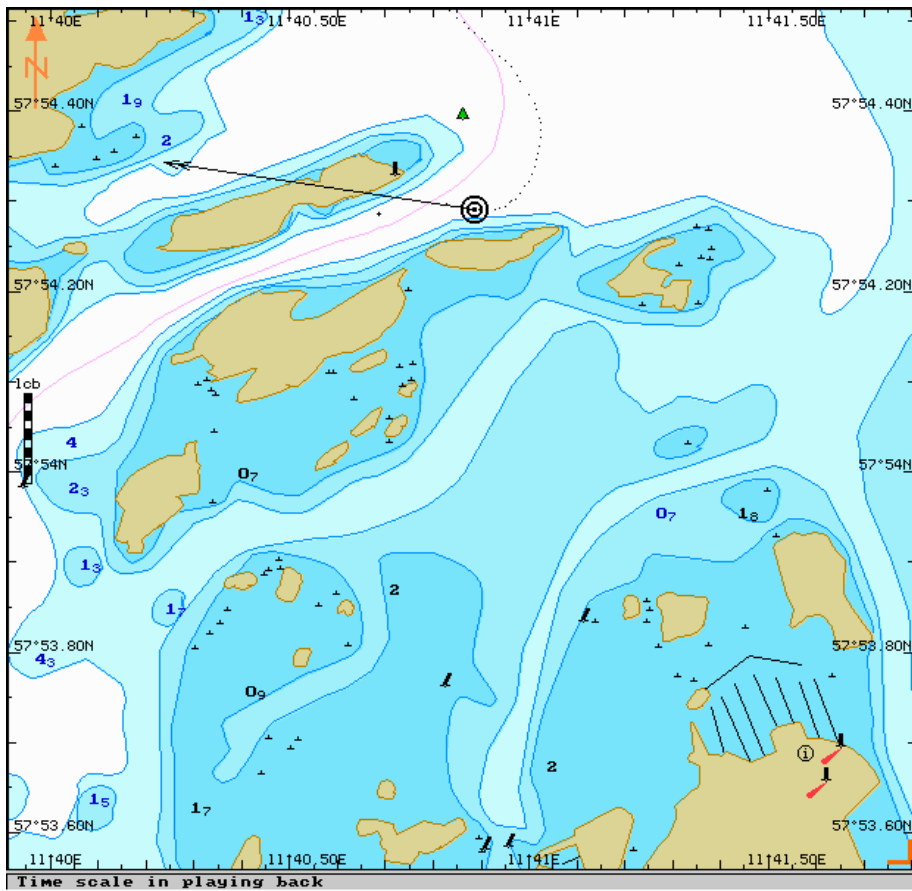 11°40E 1₃ 11°40.50E 11°41E 11°41.50E
N
57°54.40N 1₉ 57°54.40N
2
57°54.20N 57°54.20N
1cb
4
57°54N 57°54N
2₃ 0₇ 0₇ 1₈
1₃
1₇ 2
57°53.80N 57°53.80N
4₃
0₉
i
2
1₅ 1₇
57°53.60N 57°53.60N
11°40E 11°40.50E 11°41E 11°41.50E
Time scale in playing back